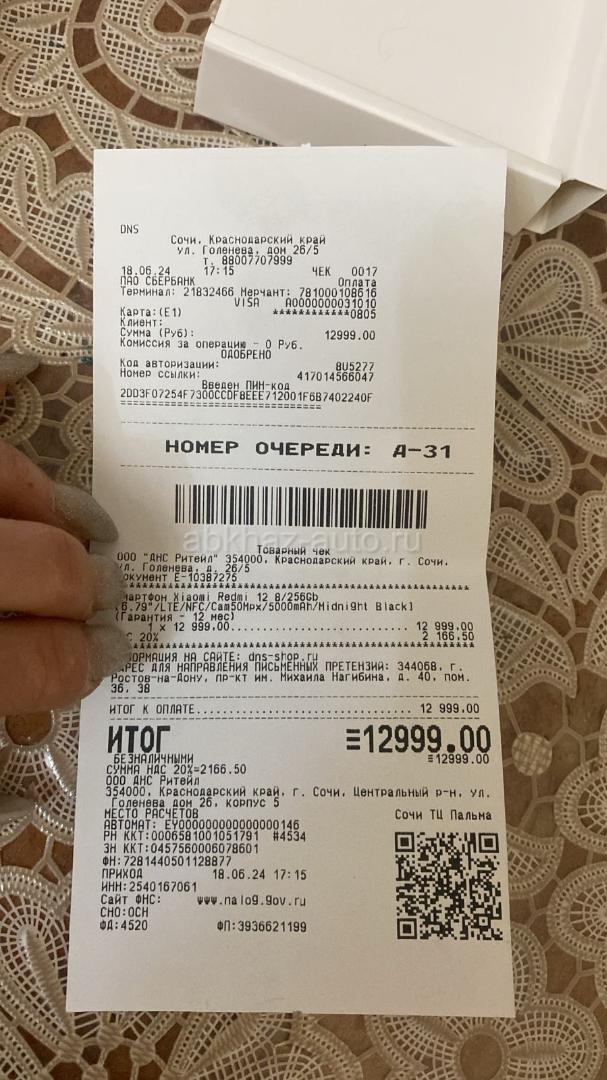 DNS
Сочи, Краснодарский край
ул. Голенева, дом 26/5
т. 88007707999
18.06.24 17:15 ЧЕК 0017
ПАО СБЕРБАНК Оплата
Терминал: 21832466 Мерчант: 781000108616
VISA A0000000031010
Карта:(E1) ************0805
Клиент:
Сумма (Руб): 12999.00
Комиссия за операцию - 0 Руб.
ОДОБРЕНО
Код авторизации: 8U5277
Номер ссылки: 417014566047
Введен ПИН-код
2DD3F07254F7300CCDFBEEE712001F6B7402240F
================================
НОМЕР ОЧЕРЕДИ: А-31
abkhaz-auto.ru
Товарный чек
ООО "ДНС Ритейл" 354000, Краснодарский край, г. Сочи,
ул. Голенева, д. 26/5
окумент Е-10387275
мартфон Xiaomi Redmi 12 8/256Gb
[6.79"/LTE/NFC/Cam50Mpx/5000mAh/Midnight Black]
(Гарантия - 12 мес)
1 x 12 999.00.......................... 12 999.00
С 20% 2 166.50
ФОРМАЦИЯ НА САЙТЕ: dns-shop.ru
РЕС ДЛЯ НАПРАВЛЕНИЯ ПИСЬМЕННЫХ ПРЕТЕНЗИЙ: 344068, г.
Ростов-на-Дону, пр-кт им. Михаила Нагибина, д. 40, пом.
36, 38
ИТОГ К ОПЛАТЕ............................... 12 999.00
ИТОГ ≡12999.00
БЕЗНАЛИЧНЫМИ ≡12999.00
СУММА НДС 20%=2166.50
ООО ДНС Ритейл
354000, Краснодарский край, г. Сочи, Центральный р-н, ул.
Голенева дом 26, корпус 5
МЕСТО РАСЧЕТОВ Сочи ТЦ Пальма
АВТОМАТ: EY0000000000000000146
РН ККТ:0006581001051791 #4534
ЗН ККТ:0457560006078601
ФН:7281440501128877
ПРИХОД 18.06.24 17:15
ИНН:2540167061
Сайт ФНС: www.nalog.gov.ru
СНО:ОСН
ФД:4520 ФП:3936621199